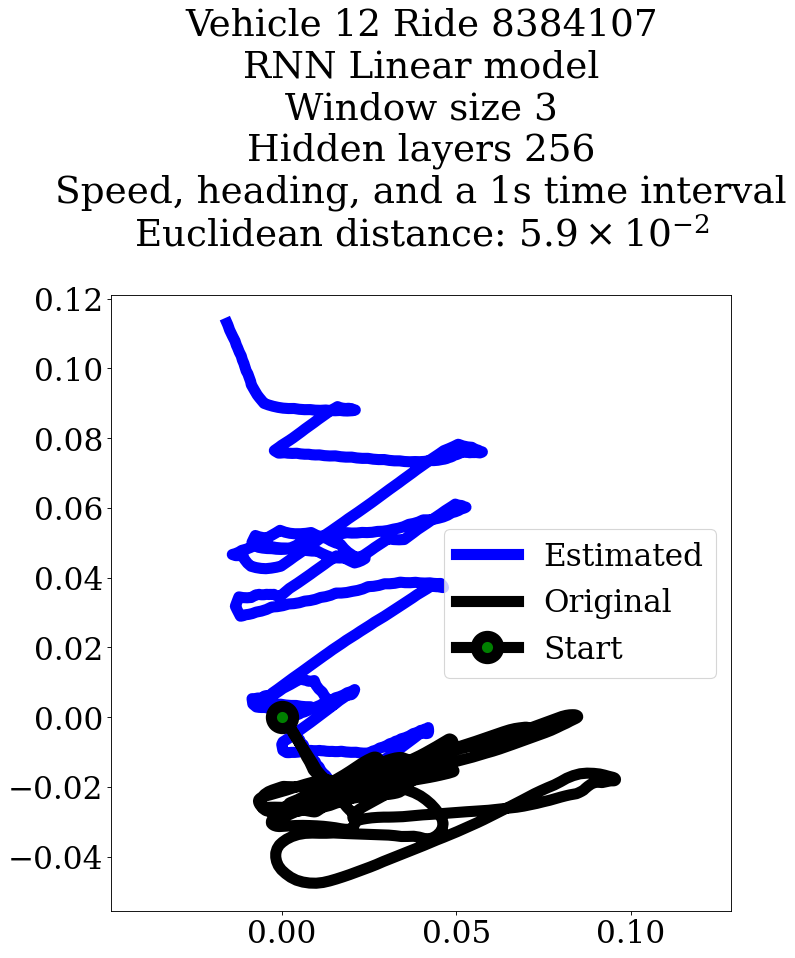 Vehicle 12 Ride 8384107
RNN Linear model
Window size 3
Hidden layers 256
Speed, heading, and a 1s time interval
Euclidean distance: 5.9 × 10⁻²
0.12
0.10
0.08
0.06
0.04
0.02
0.00
−0.02
−0.04
Estimated
Original
Start
0.00 0.05 0.10